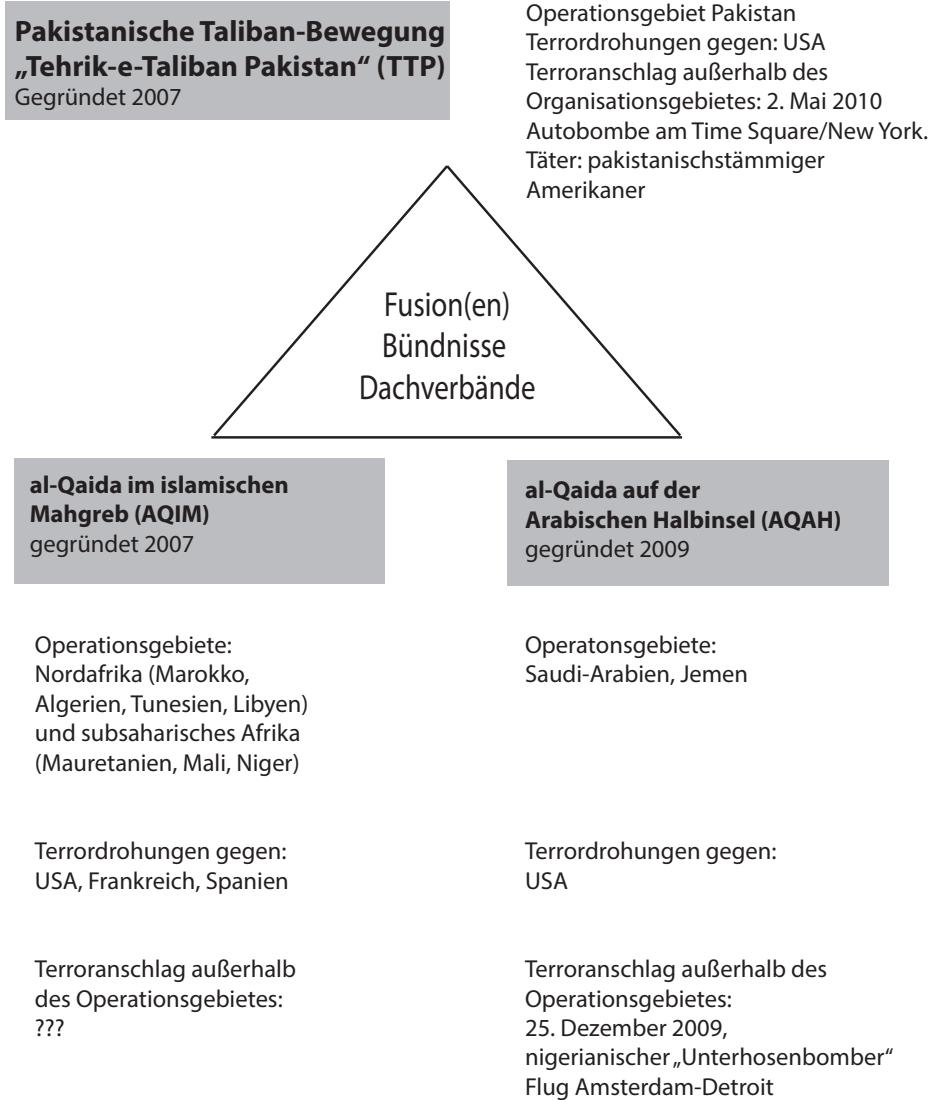 Pakistanische Taliban-Bewegung
„Tehrik-e-Taliban Pakistan“ (TTP)
Gegründet 2007
Operationsgebiet Pakistan
Terrordrohungen gegen: USA
Terroranschlag außerhalb des
Organisationsgebietes: 2. Mai 2010
Autobombe am Time Square/New York.
Täter: pakistanischstämmiger
Amerikaner
Fusion(en)
Bündnisse
Dachverbände
al-Qaida im islamischen
Mahgreb (AQIM)
gegründet 2007
Operationsgebiete:
Nordafrika (Marokko,
Algerien, Tunesien, Libyen)
und subsaharisches Afrika
(Mauretanien, Mali, Niger)
Terrordrohungen gegen:
USA, Frankreich, Spanien
Terroranschlag außerhalb
des Operationsgebietes:
???
al-Qaida auf der
Arabischen Halbinsel (AQAH)
gegründet 2009
Operatonsgebiete:
Saudi-Arabien, Jemen
Terrordrohungen gegen:
USA
Terroranschlag außerhalb des
Operationsgebietes:
25. Dezember 2009,
nigerianischer „Unterhosenbomber“
Flug Amsterdam-Detroit